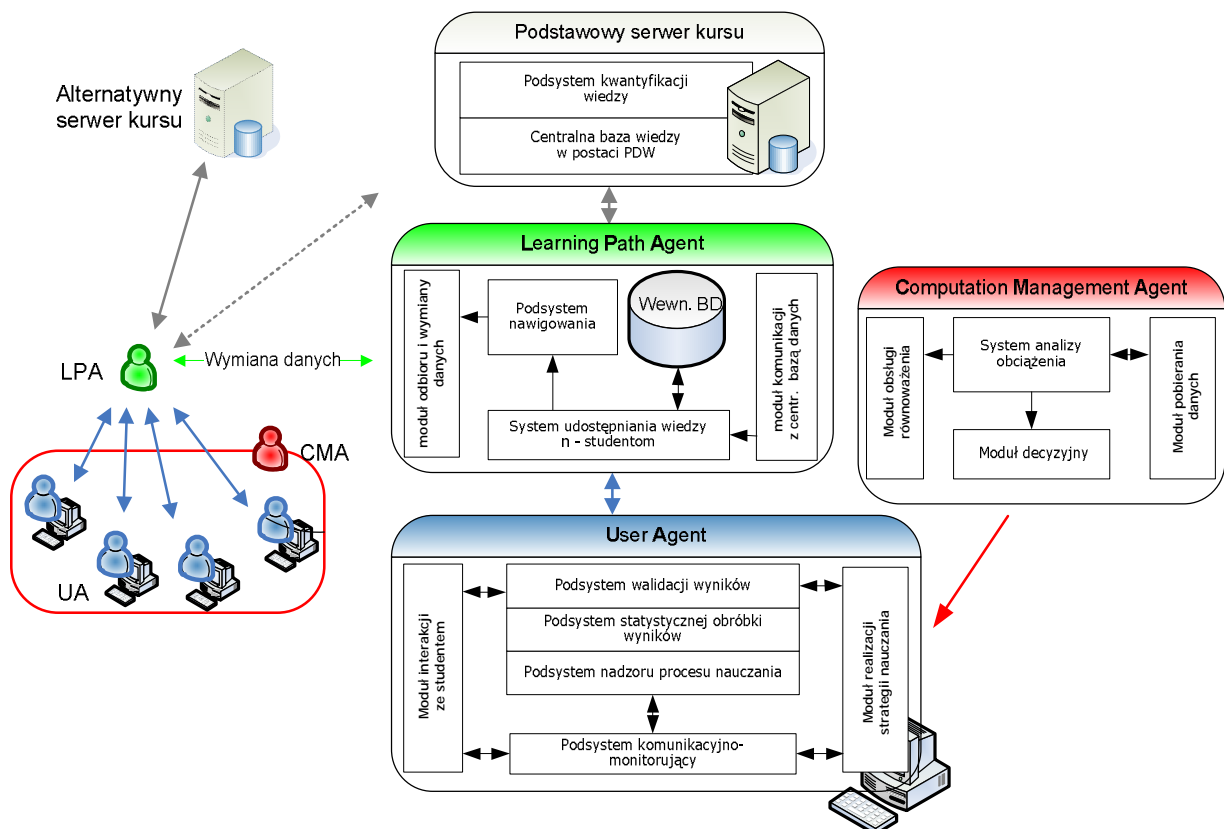 Podstawowy serwer kursu
Podsystem kwantyfikacji
wiedzy
Centralna baza wiedzy
w postaci PDW
Alternatywny
serwer kursu
Learning Path Agent
moduł odbioru i wymiany
danych
Podsystem
nawigowania
Wewn. BD
System udostępniania wiedzy
n - studentom
moduł komunikacji
z centr. bazą danych
Computation Management Agent
Moduł obsługi
równoważenia
System analizy
obciążenia
Moduł decyzyjny
Moduł pobierania
danych
LPA
Wymiana danych
CMA
UA
User Agent
Moduł interakcji
ze studentem
Podsystem walidacji wyników
Podsystem statystycznej obróbki
wyników
Podsystem nadzoru procesu nauczania
Podsystem komunikacyjno-
monitorujący
Moduł realizacji
strategii nauczania